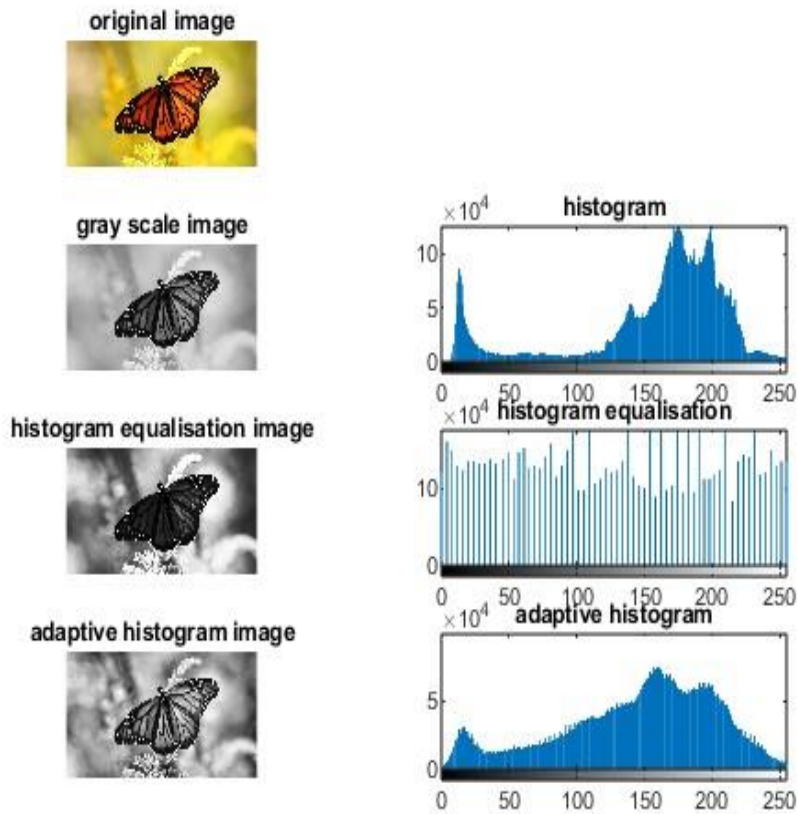 original image
gray scale image
×10⁴
histogram
10
5
0
0 50 100 150 200 250
histogram equalisation image
×10⁴
histogram equalisation
10
0
0 50 100 150 200 250
adaptive histogram image
×10⁴
adaptive histogram
5
0
0 50 100 150 200 250